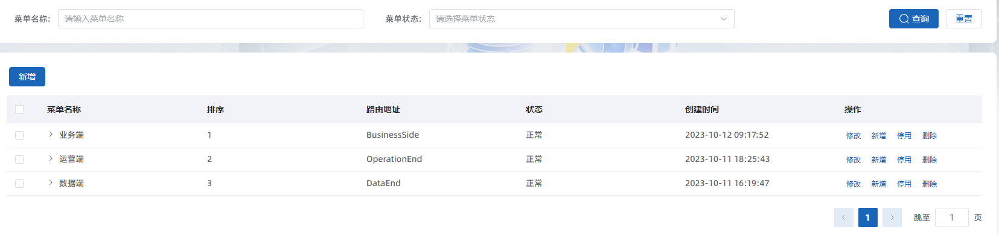 菜单名称: 请输入菜单名称 菜单状态: 请选择菜单状态 查询 重置
新增
菜单名称 排序 路由地址 状态 创建时间 操作
业务端 1 BusinessSide 正常 2023-10-12 09:17:52 修改 新增 停用 删除
运营端 2 OperationEnd 正常 2023-10-11 18:25:43 修改 新增 停用 删除
数据端 3 DataEnd 正常 2023-10-11 16:19:47 修改 新增 停用 删除
1 跳至 1 页